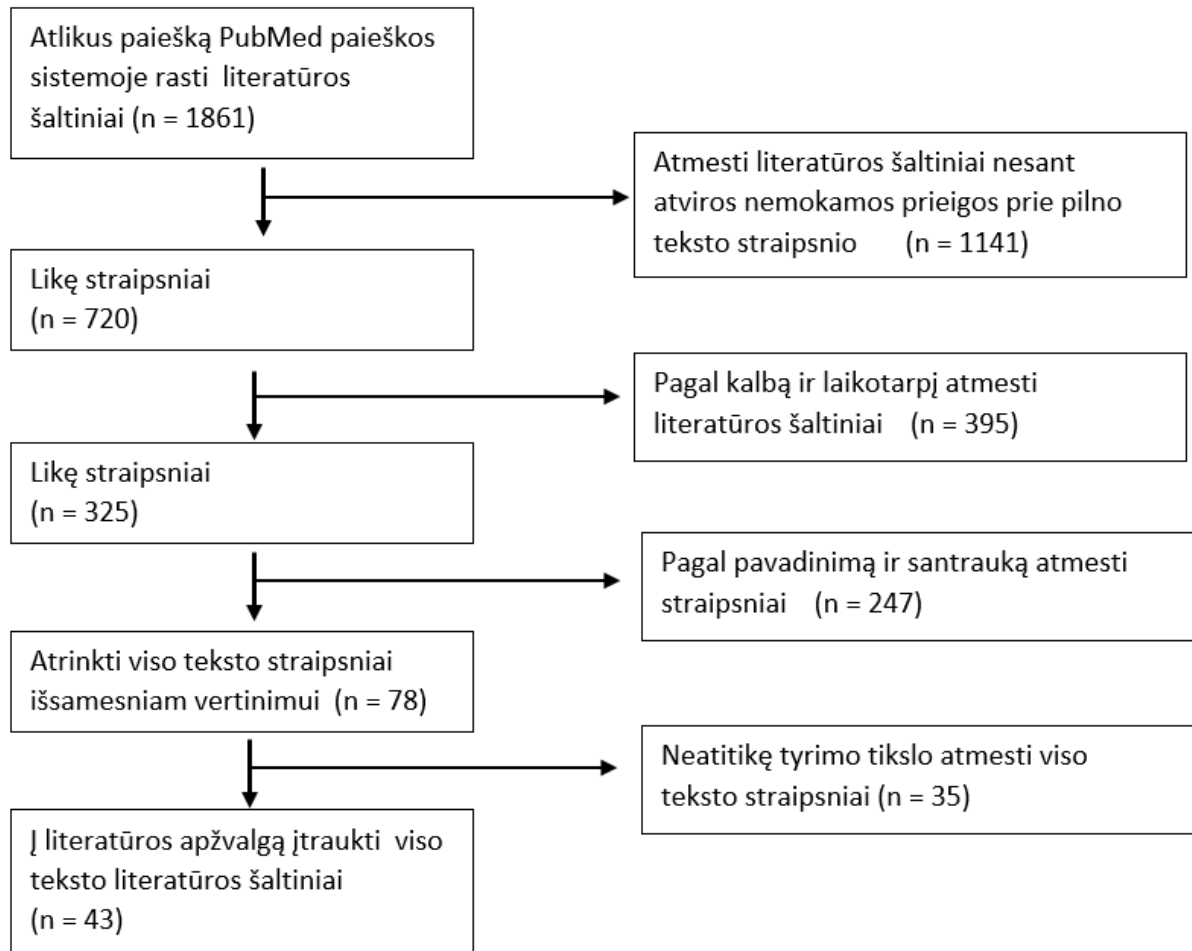 Atlikus paiešką PubMed paieškos
sistemoje rasti literatūros
šaltiniai (n = 1861)
Atmesti literatūros šaltiniai nesant
atviros nemokamos prieigos prie pilno
teksto straipsnio (n = 1141)
Likę straipsniai
(n = 720)
Pagal kalbą ir laikotarpį atmesti
literatūros šaltiniai (n = 395)
Likę straipsniai
(n = 325)
Pagal pavadinimą ir santrauką atmesti
straipsniai (n = 247)
Atrinkti viso teksto straipsniai
išsamesniam vertinimui (n = 78)
Neatitikę tyrimo tikslo atmesti viso
teksto straipsniai (n = 35)
Į literatūros apžvalgą įtraukti viso
teksto literatūros šaltiniai
(n = 43)